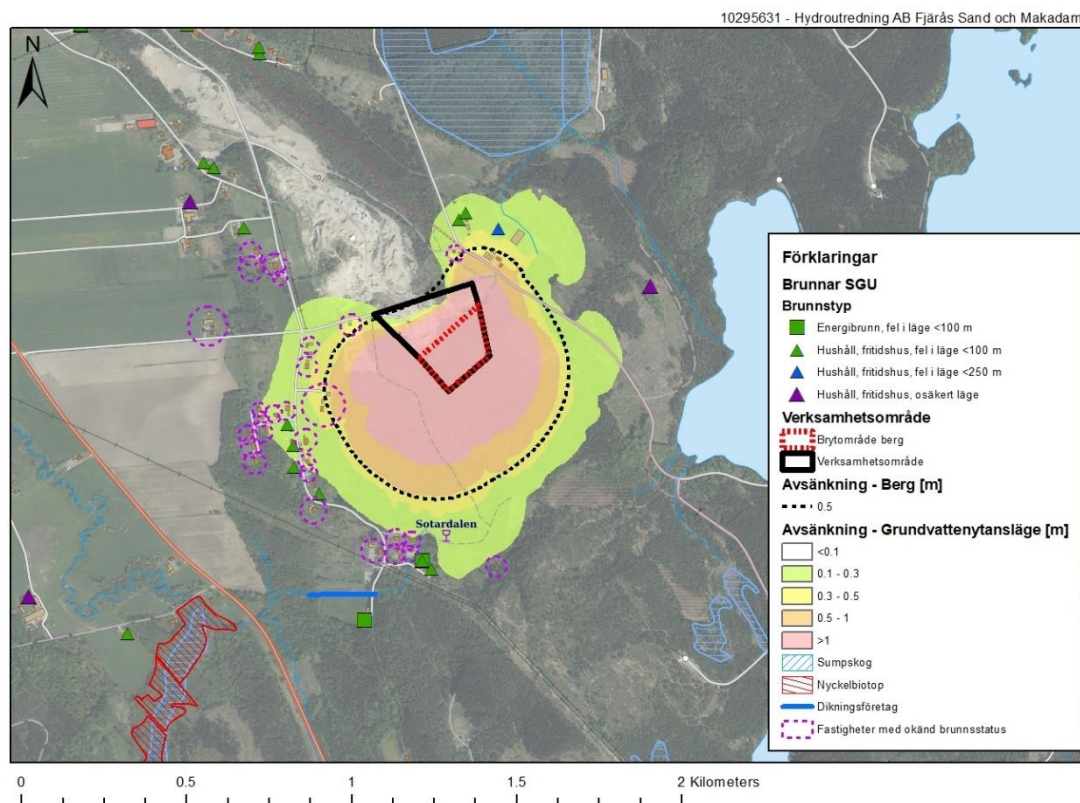 10295631 - Hydroutredning AB Fjärås Sand och Makadam
N
Sotardalen
Förklaringar
Brunnar SGU
Brunnstyp
Energibrunn, fel i läge <100 m
Hushåll, fritidshus, fel i läge <100 m
Hushåll, fritidshus, fel i läge <250 m
Hushåll, fritidshus, osäkert läge
Verksamhetsområde
Brytområde berg
Verksamhetsområde
Avsänkning - Berg [m]
0.5
Avsänkning - Grundvattenytansläge [m]
<0.1
0.1 - 0.3
0.3 - 0.5
0.5 - 1
>1
Sumpskog
Nyckelbiotop
Dikningsföretag
Fastigheter med okänd brunnsstatus
0 0.5 1 1.5 2 Kilometers